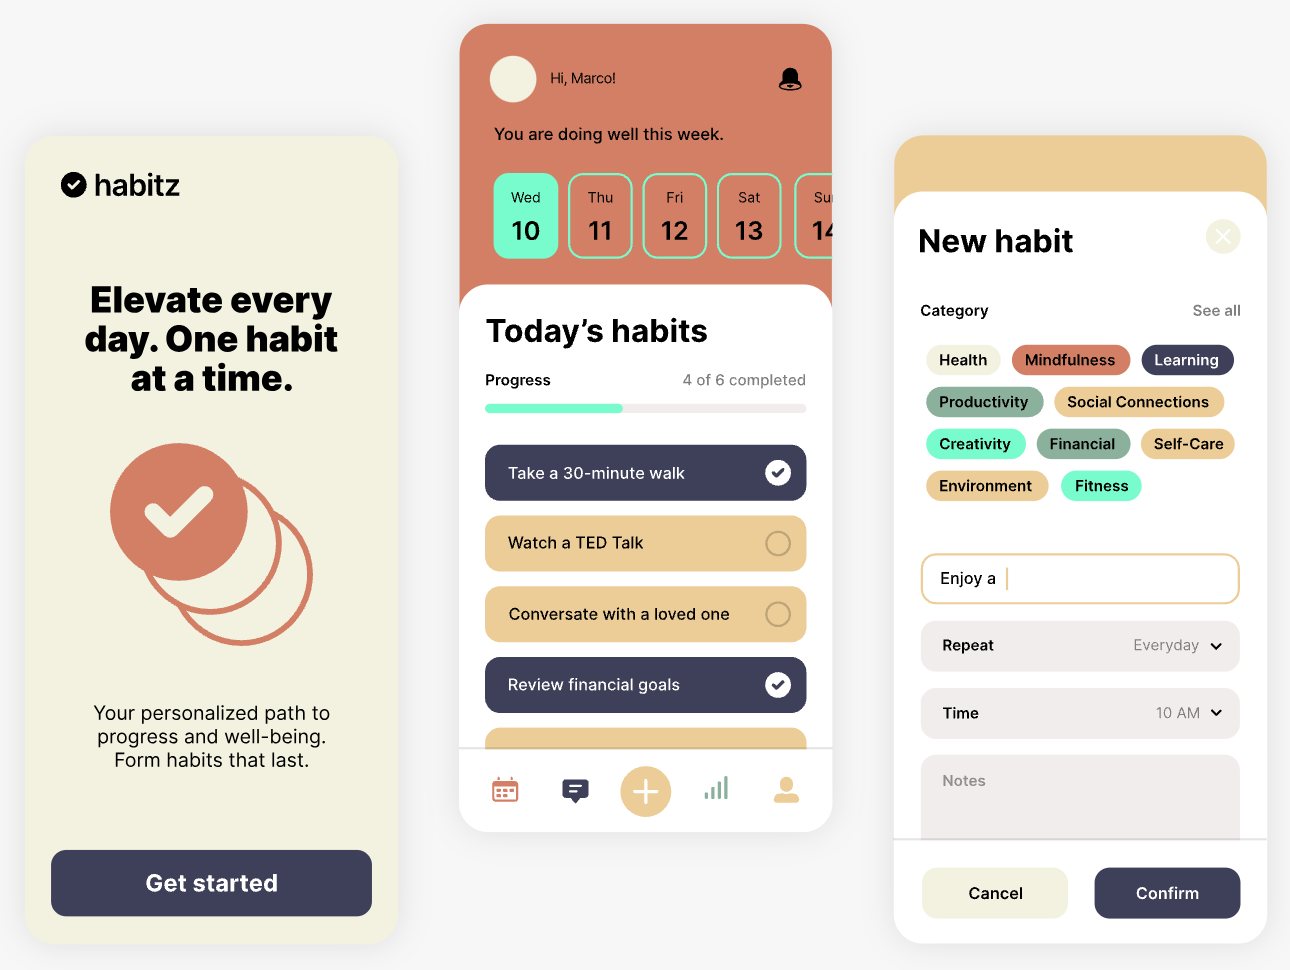 habitz
Elevate every
day. One habit
at a time.
Your personalized path to
progress and well-being.
Form habits that last.
Get started
Hi, Marco!
You are doing well this week.
Wed Thu Fri Sat Sun
10 11 12 13 14
Today’s habits
Progress 4 of 6 completed
Take a 30-minute walk
Watch a TED Talk
Conversate with a loved one
Review financial goals
New habit
Category See all
Health Mindfulness Learning
Productivity Social Connections
Creativity Financial Self-Care
Environment Fitness
Enjoy a
Repeat Everyday
Time 10 AM
Notes
Cancel Confirm